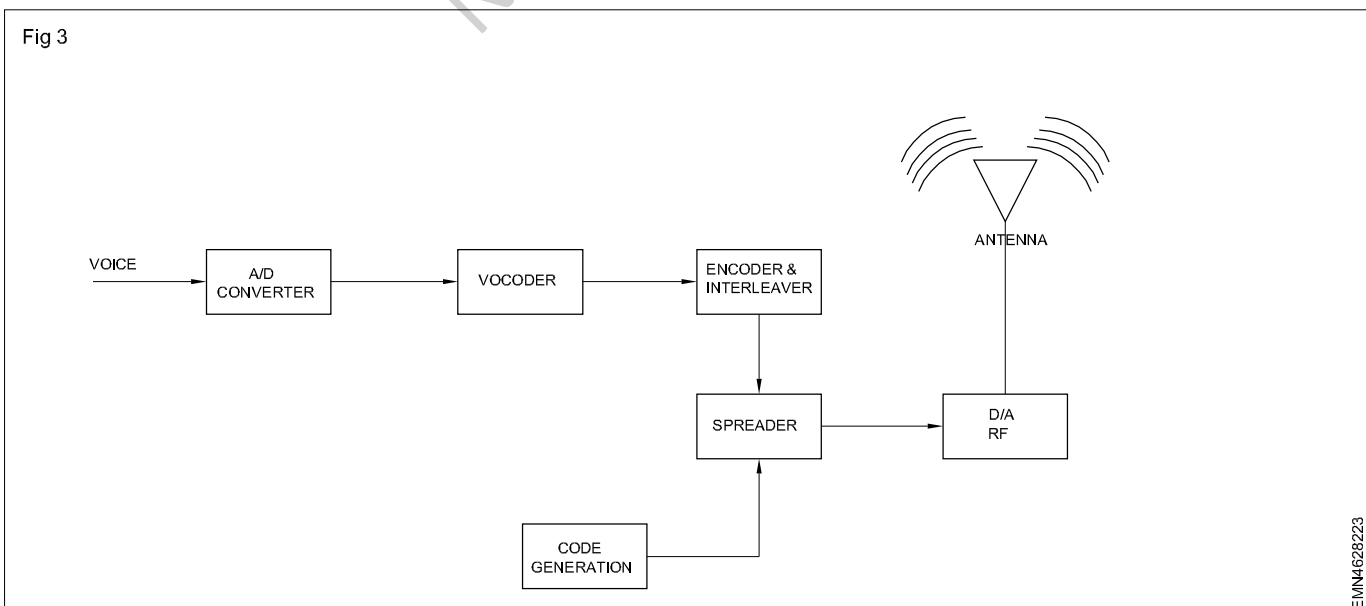 Fig 3
ANTENNA
VOICE
A/D
CONVERTER
VOCODER
ENCODER &
INTERLEAVER
SPREADER
D/A
RF
CODE
GENERATION
EMN4628223